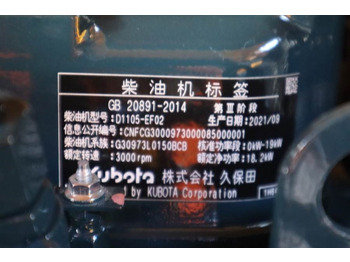 柴油机标签
GB 20891-2014 第Ⅲ阶段
柴油机型号: D1105-EF02 生产日期: 2021/09
信息公开编号: CNFCG3000973000085000001
柴油机系族: G30973L0150BCB 核准功率段: 0kW-19kW
额定转速: 3000rpm 额定净功率: 18.2kW
Kubota 株式会社 久保田
d by KUBOTA Corporation